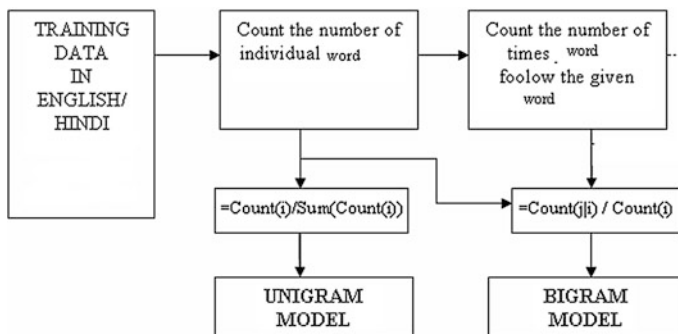 TRAINING
DATA
IN
ENGLISH/
HINDI
Count the number of
individual word
Count the number of
times . word
foolow the given
word
=Count(i)/Sum(Count(i))
=Count(j|i) / Count(i)
UNIGRAM
MODEL
BIGRAM
MODEL